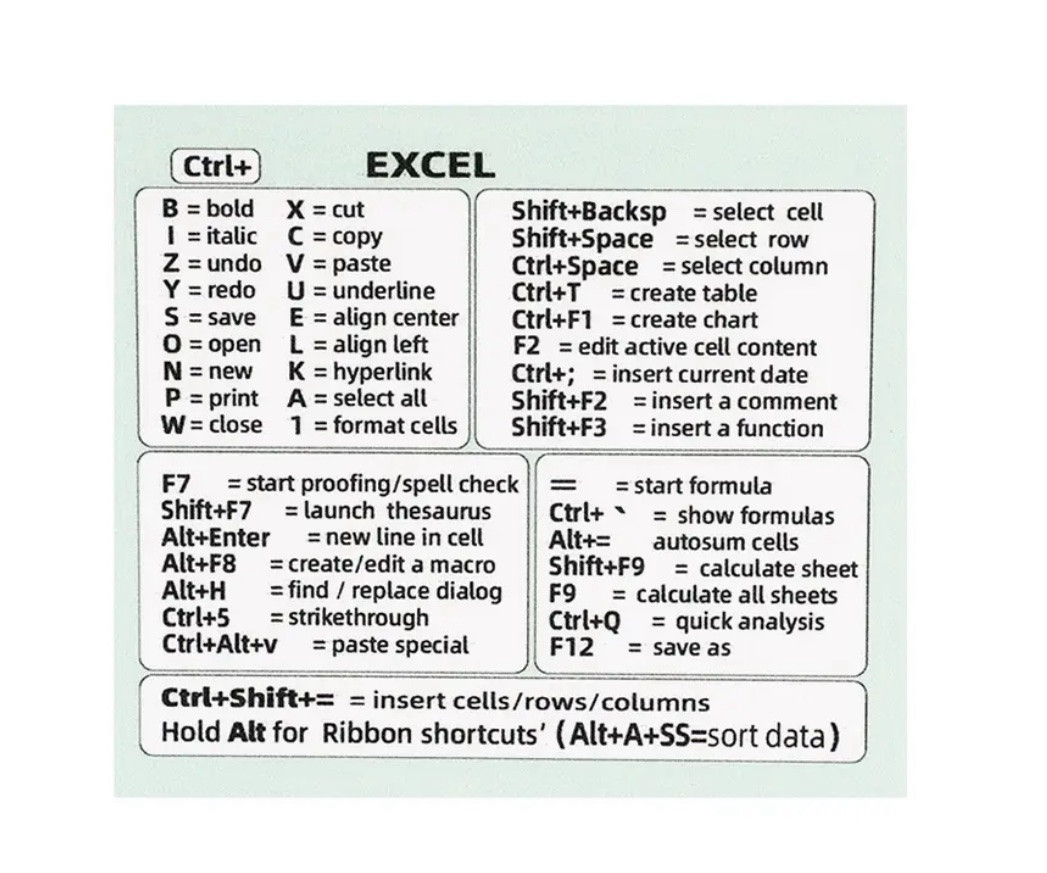 Ctrl+ EXCEL
B = bold X = cut
I = italic C = copy
Z = undo V = paste
Y = redo U = underline
S = save E = align center
O = open L = align left
N = new K = hyperlink
P = print A = select all
W = close 1 = format cells
Shift+Backsp = select cell
Shift+Space = select row
Ctrl+Space = select column
Ctrl+T = create table
Ctrl+F1 = create chart
F2 = edit active cell content
Ctrl+; = insert current date
Shift+F2 = insert a comment
Shift+F3 = insert a function
F7 = start proofing/spell check
Shift+F7 = launch thesaurus
Alt+Enter = new line in cell
Alt+F8 = create/edit a macro
Alt+H = find / replace dialog
Ctrl+5 = strikethrough
Ctrl+Alt+v = paste special
= = start formula
Ctrl+ ` = show formulas
Alt+= autosum cells
Shift+F9 = calculate sheet
F9 = calculate all sheets
Ctrl+Q = quick analysis
F12 = save as
Ctrl+Shift+= = insert cells/rows/columns
Hold Alt for Ribbon shortcuts' (Alt+A+SS=sort data)